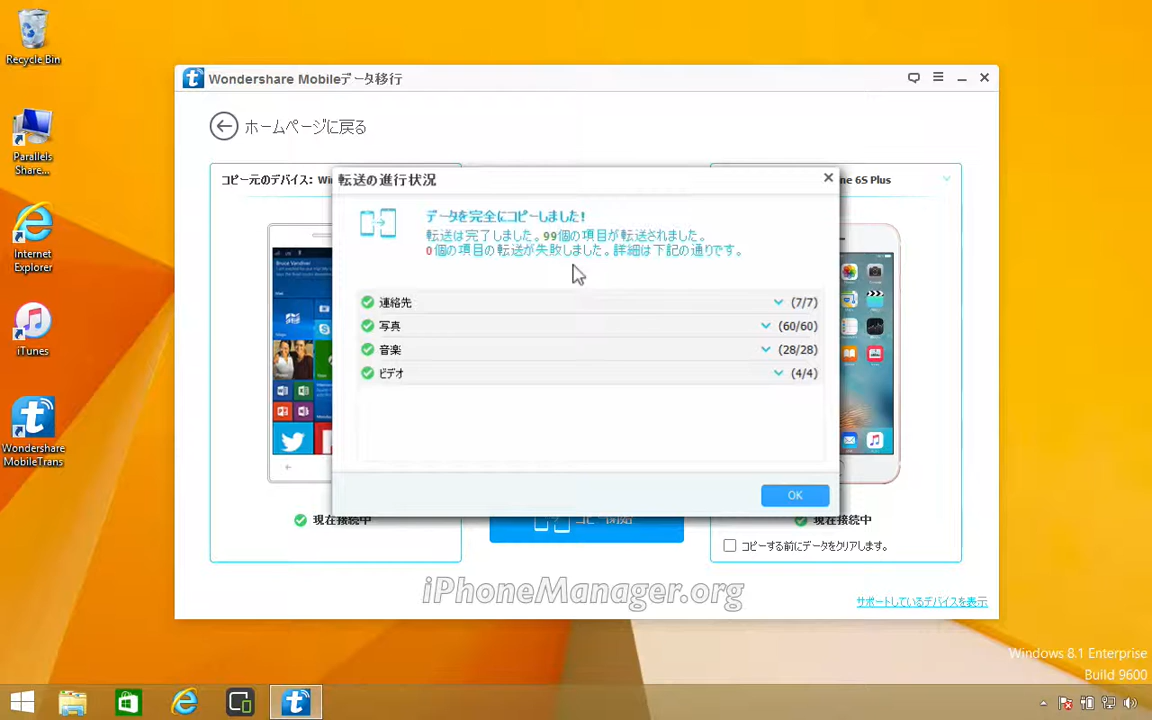 Recycle Bin
Parallels
Share...
Internet
Explorer
iTunes
Wondershare
MobileTrans
Wondershare Mobileデータ移行
ホームページに戻る
コピー元のデバイス: Wi
ne 6S Plus
転送の進行状況
データを完全にコピーしました!
転送は完了しました。99個の項目が転送されました。
0個の項目の転送が失敗しました。詳細は下記の通りです。
連絡先 (7/7)
写真 (60/60)
音楽 (28/28)
ビデオ (4/4)
OK
現在接続中
コピー開始
現在接続中
コピーする前にデータをクリアします。
iPhoneManager.org
サポートしているデバイスを表示
Windows 8.1 Enterprise
Build 9600